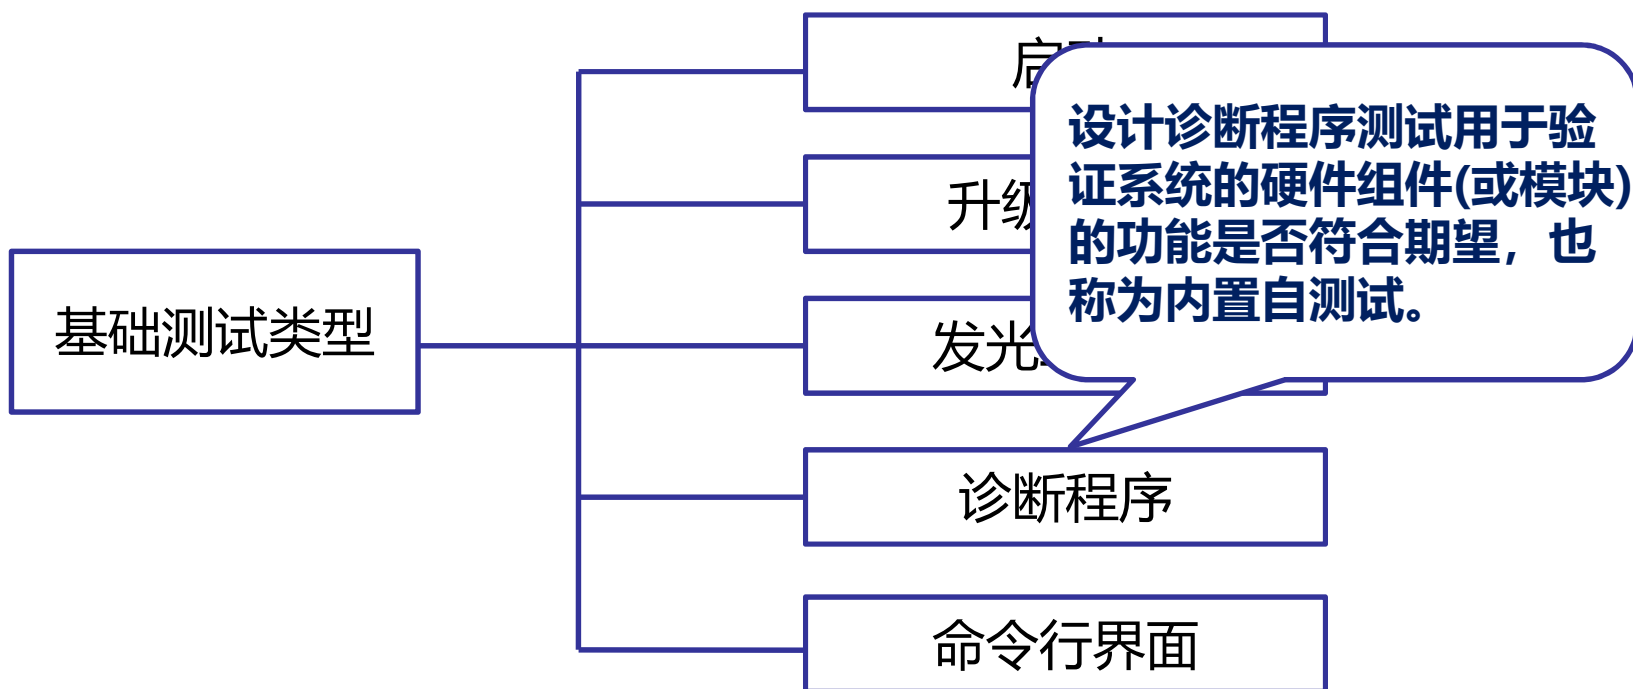 启
设计诊断程序测试用于验
证系统的硬件组件(或模块)
的功能是否符合期望，也
称为内置自测试。
升级
基础测试类型
发光
诊断程序
命令行界面